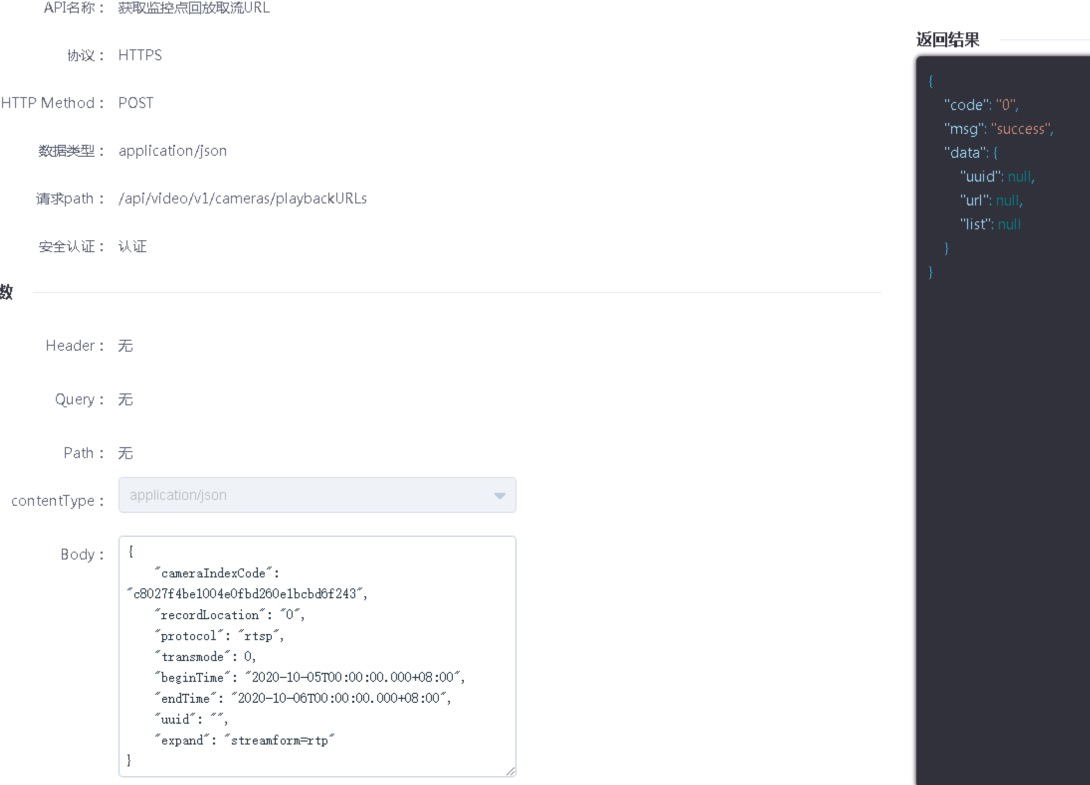 API名称： 获取监控点回放取流URL
协议： HTTPS
HTTP Method： POST
数据类型： application/json
请求path： /api/video/v1/cameras/playbackURLs
安全认证： 认证
数
Header： 无
Query： 无
Path： 无
contentType： application/json
Body： {
"cameraIndexCode":
"c8027f4be1004e0fbd260e1bcbd6f243",
"recordLocation": "0",
"protocol": "rtsp",
"transmode": 0,
"beginTime": "2020-10-05T00:00:00.000+08:00",
"endTime": "2020-10-06T00:00:00.000+08:00",
"uuid": "",
"expand": "streamform=rtp"
}
返回结果
{
"code": "0",
"msg": "success",
"data": {
"uuid": null,
"url": null,
"list": null
}
}